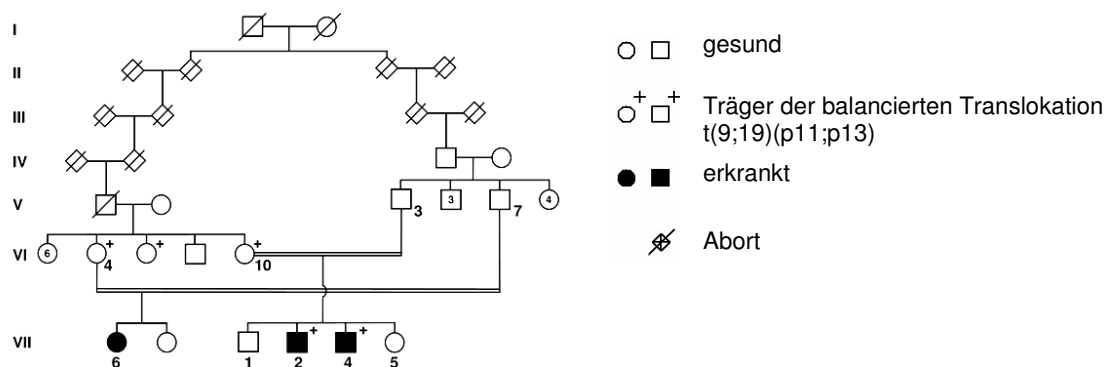 I
II
III
IV
V
3
3
7
4
VI
6
+
4
+
+
10
VII
6
1
+
2
+
4
5
gesund
+ +
Träger der balancierten Translokation
t(9;19)(p11;p13)
erkrankt
Abort